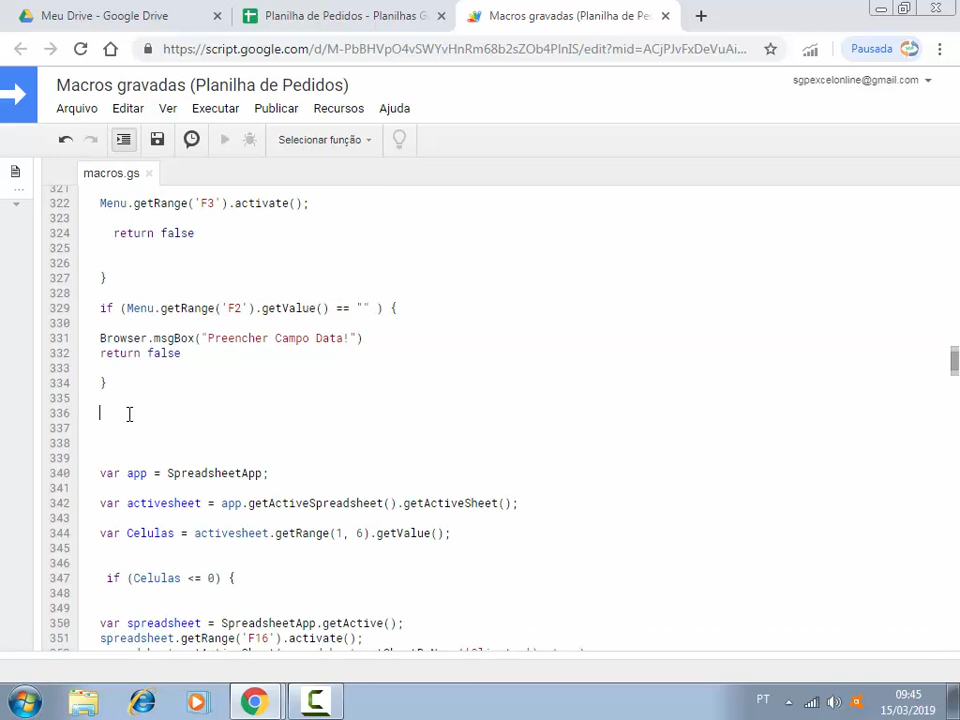 Meu Drive - Google Drive
Planilha de Pedidos - Planilhas G
Macros gravadas (Planilha de Pe
https://script.google.com/d/M-PbBHVpO4vSWYvHnRm68b2sZOb4PlnIS/edit?mid=ACjPJvFxDeVuAi...
Pausada
Macros gravadas (Planilha de Pedidos)
sgpexcelonline@gmail.com
Arquivo Editar Ver Executar Publicar Recursos Ajuda
Selecionar função
macros.gs
321
322 Menu.getRange('F3').activate();
323
324 return false
325
326
327 }
328
329 if (Menu.getRange('F2').getValue() == "" ) {
330
331 Browser.msgBox("Preencher Campo Data!")
332 return false
333
334 }
335
336
337
338
339
340 var app = SpreadsheetApp;
341
342 var activesheet = app.getActiveSpreadsheet().getActiveSheet();
343
344 var Celulas = activesheet.getRange(1, 6).getValue();
345
346
347 if (Celulas <= 0) {
348
349
350 var spreadsheet = SpreadsheetApp.getActive();
351 spreadsheet.getRange('F16').activate();
PT
09:45
15/03/2019